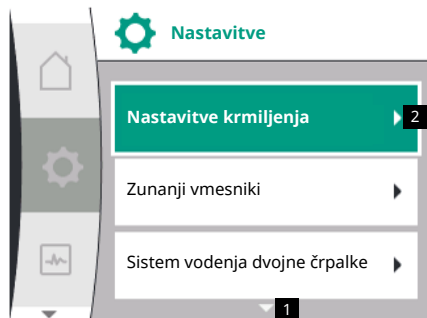 Nastavitve
Nastavitve krmiljenja
2
Zunanji vmesniki
Sistem vodenja dvojne črpalke
1